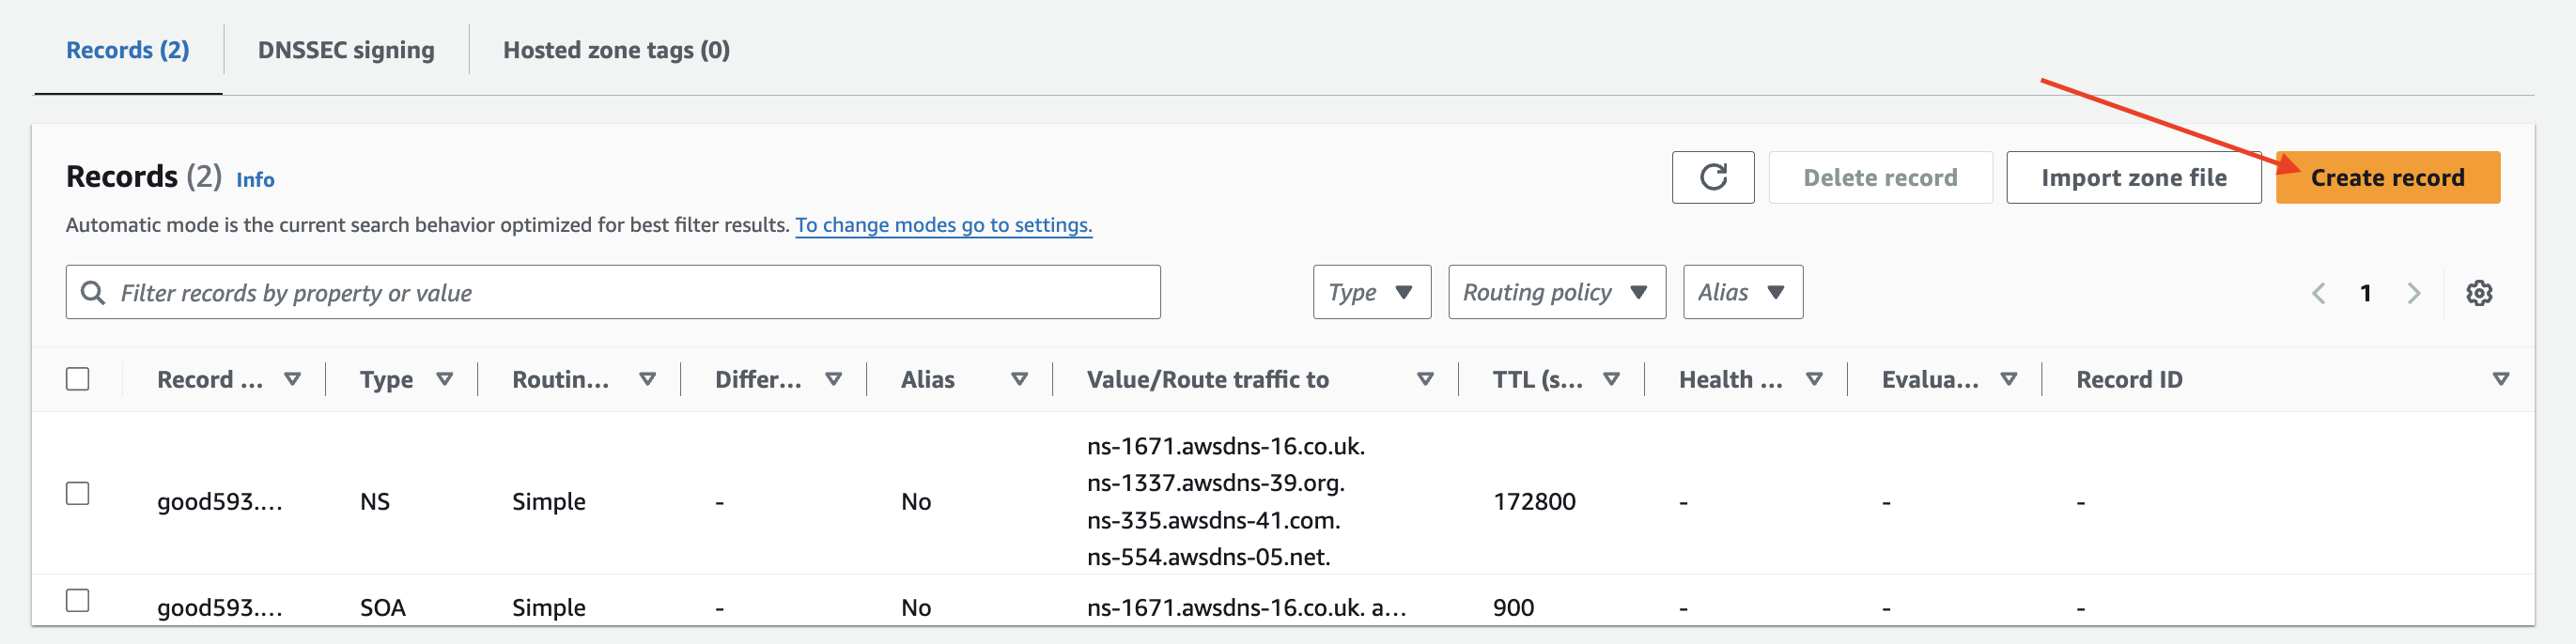 Records (2) DNSSEC signing Hosted zone tags (0)
Records (2) Info
Delete record Import zone file Create record
Automatic mode is the current search behavior optimized for best filter results. To change modes go to settings.
Filter records by property or value Type Routing policy Alias 1
Record ... Type Routin... Differ... Alias Value/Route traffic to TTL (s... Health ... Evalua... Record ID
ns-1671.awsdns-16.co.uk.
ns-1337.awsdns-39.org.
good593.... NS Simple - No 172800 - - -
ns-335.awsdns-41.com.
ns-554.awsdns-05.net.
good593.... SOA Simple - No ns-1671.awsdns-16.co.uk. a... 900 - - -